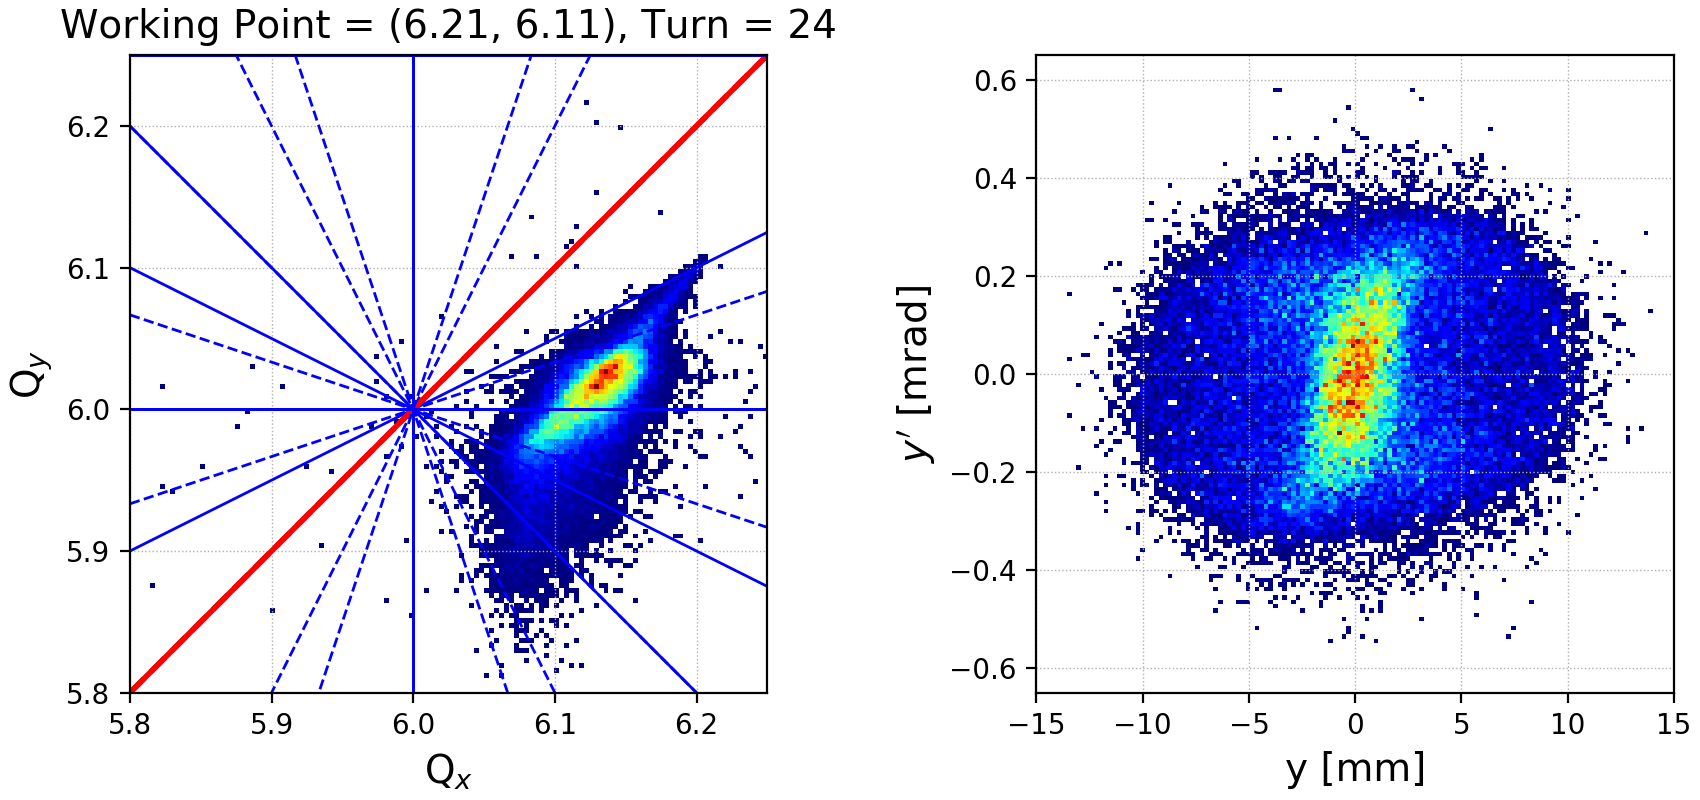 Working Point = (6.21, 6.11), Turn = 24
6.2
6.1
6.0
5.9
5.8
Q_y
5.8 5.9 6.0 6.1 6.2
Q_x
0.6
0.4
0.2
0.0
−0.2
−0.4
−0.6
y′ [mrad]
−15 −10 −5 0 5 10 15
y [mm]